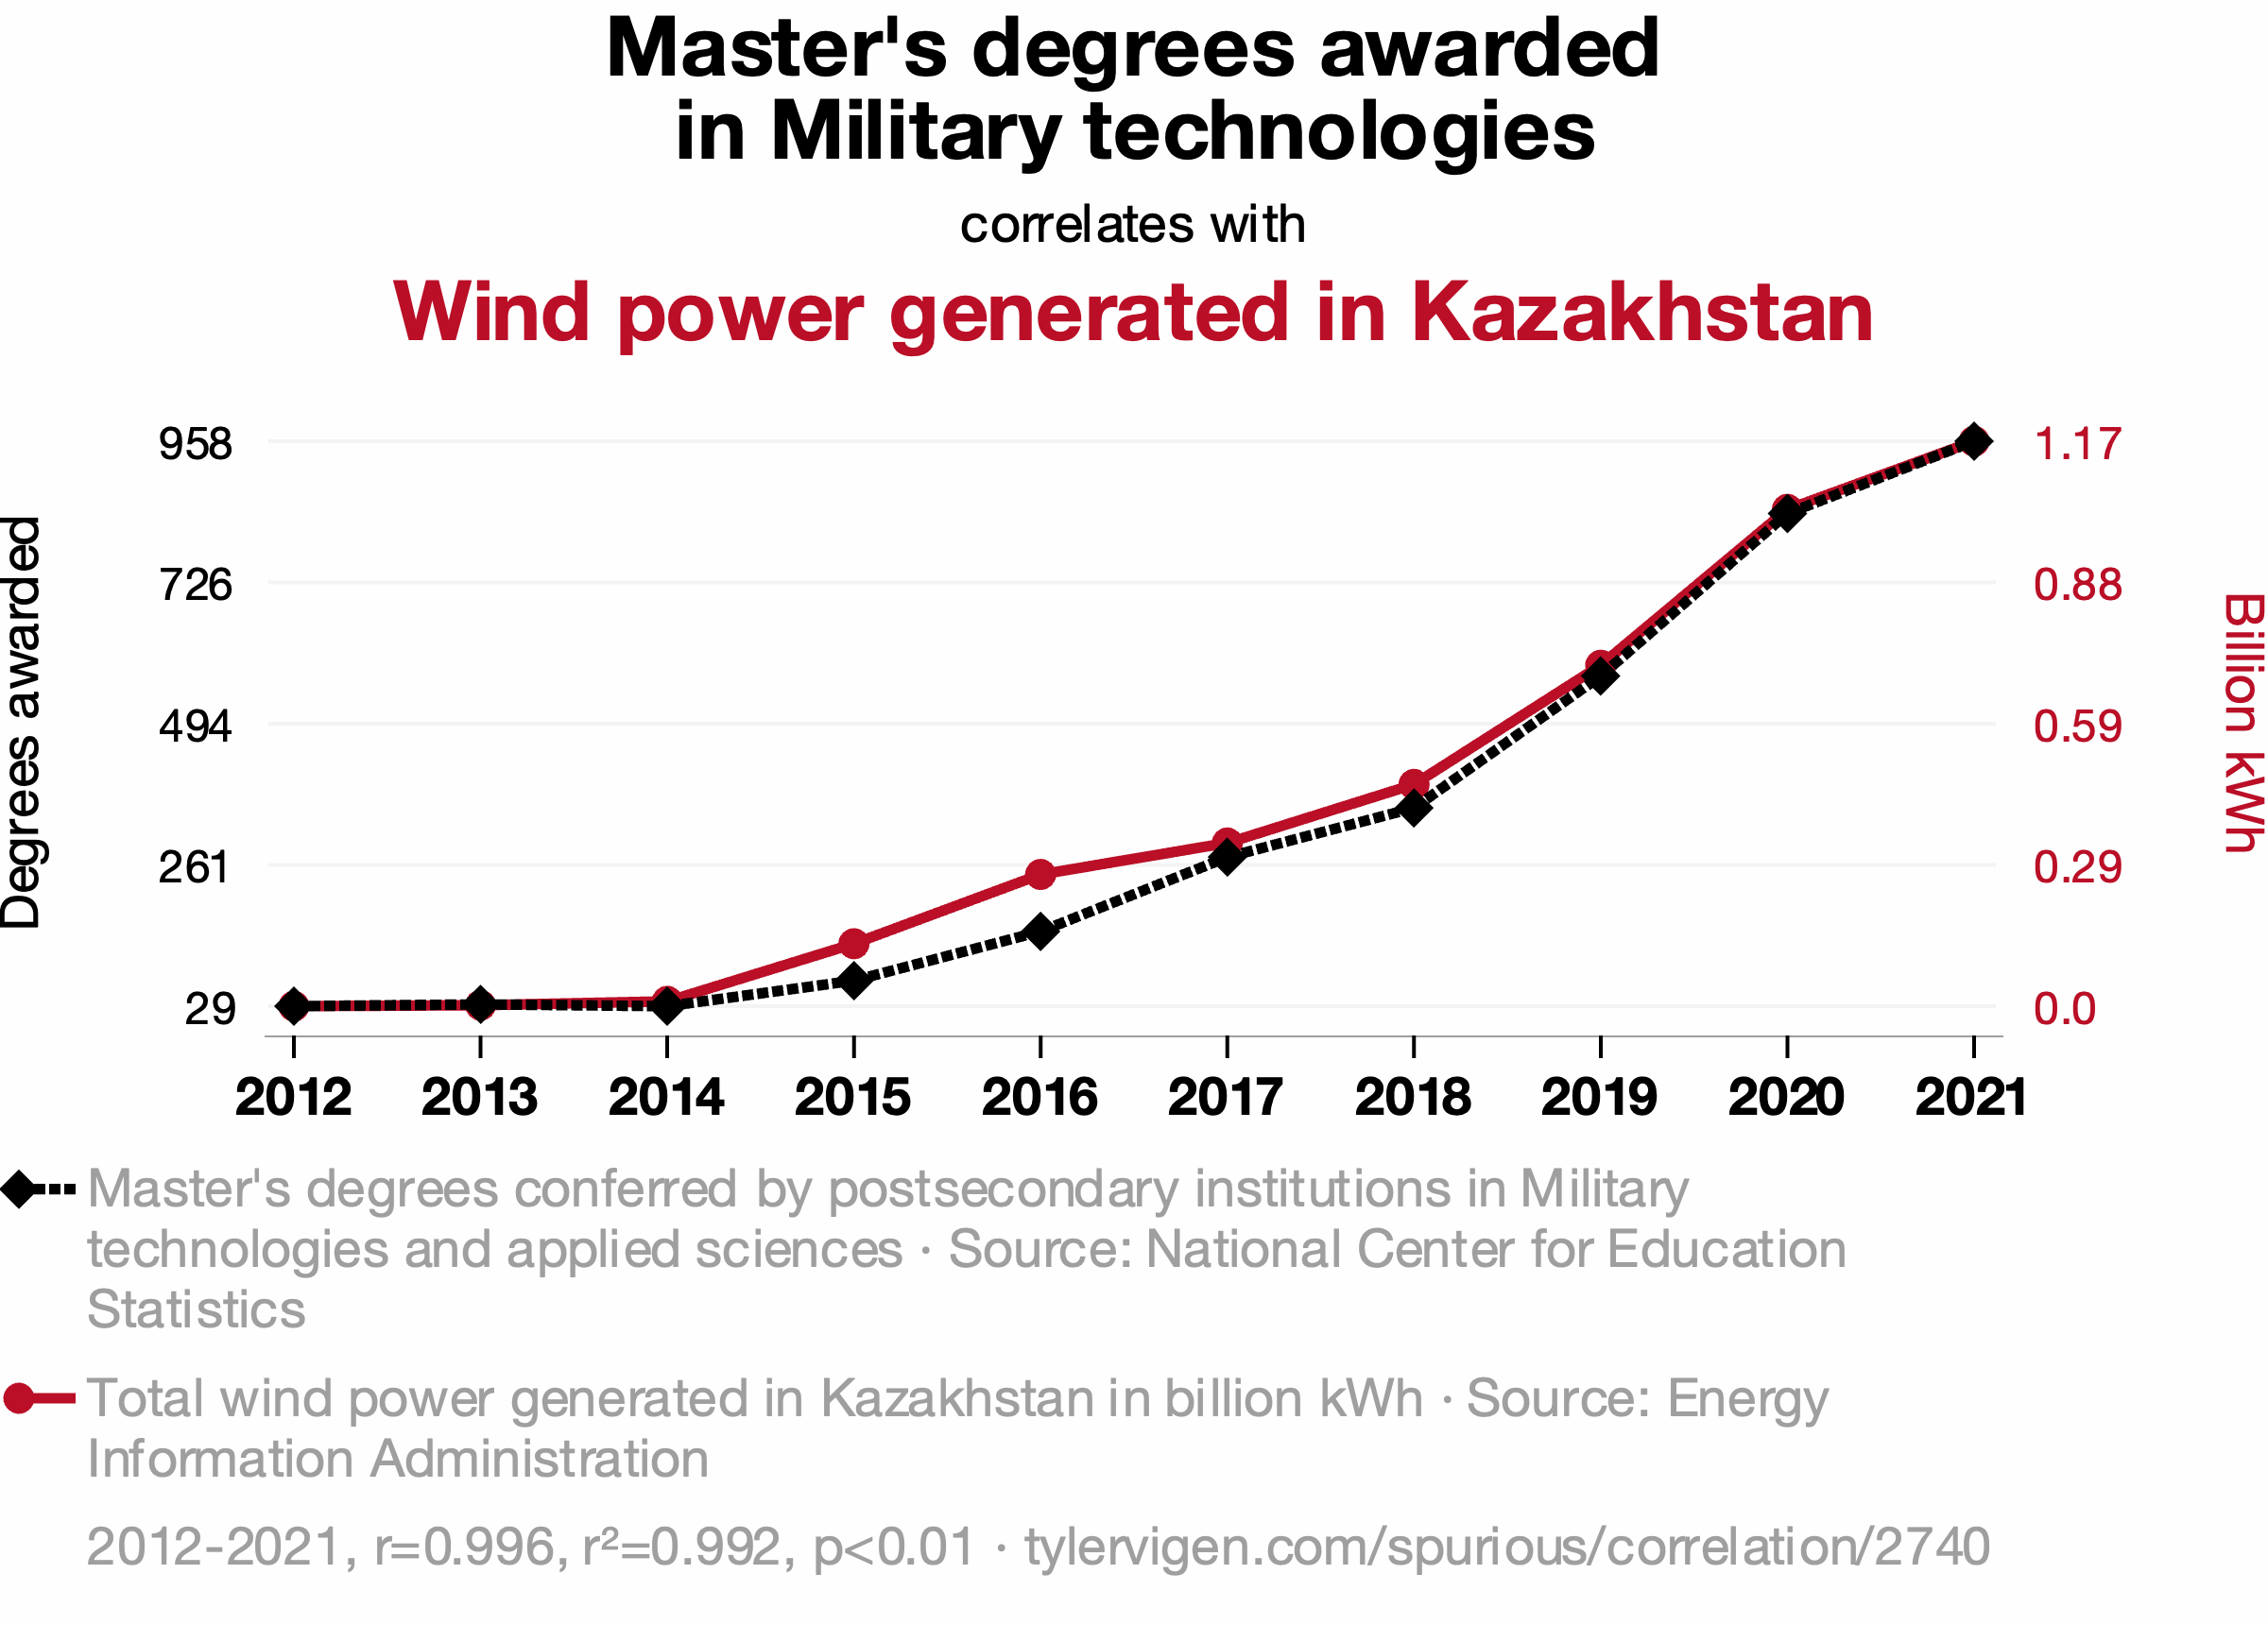 Master's degrees awarded
in Military technologies
correlates with
Wind power generated in Kazakhstan
958
726
494
261
29
Degrees awarded
1.17
0.88
0.59
0.29
0.0
Billion kWh
2012 2013 2014 2015 2016 2017 2018 2019 2020 2021
Master's degrees conferred by postsecondary institutions in Military
technologies and applied sciences · Source: National Center for Education
Statistics
Total wind power generated in Kazakhstan in billion kWh · Source: Energy
Information Administration
2012-2021, r=0.996, r²=0.992, p<0.01 · tylervigen.com/spurious/correlation/2740